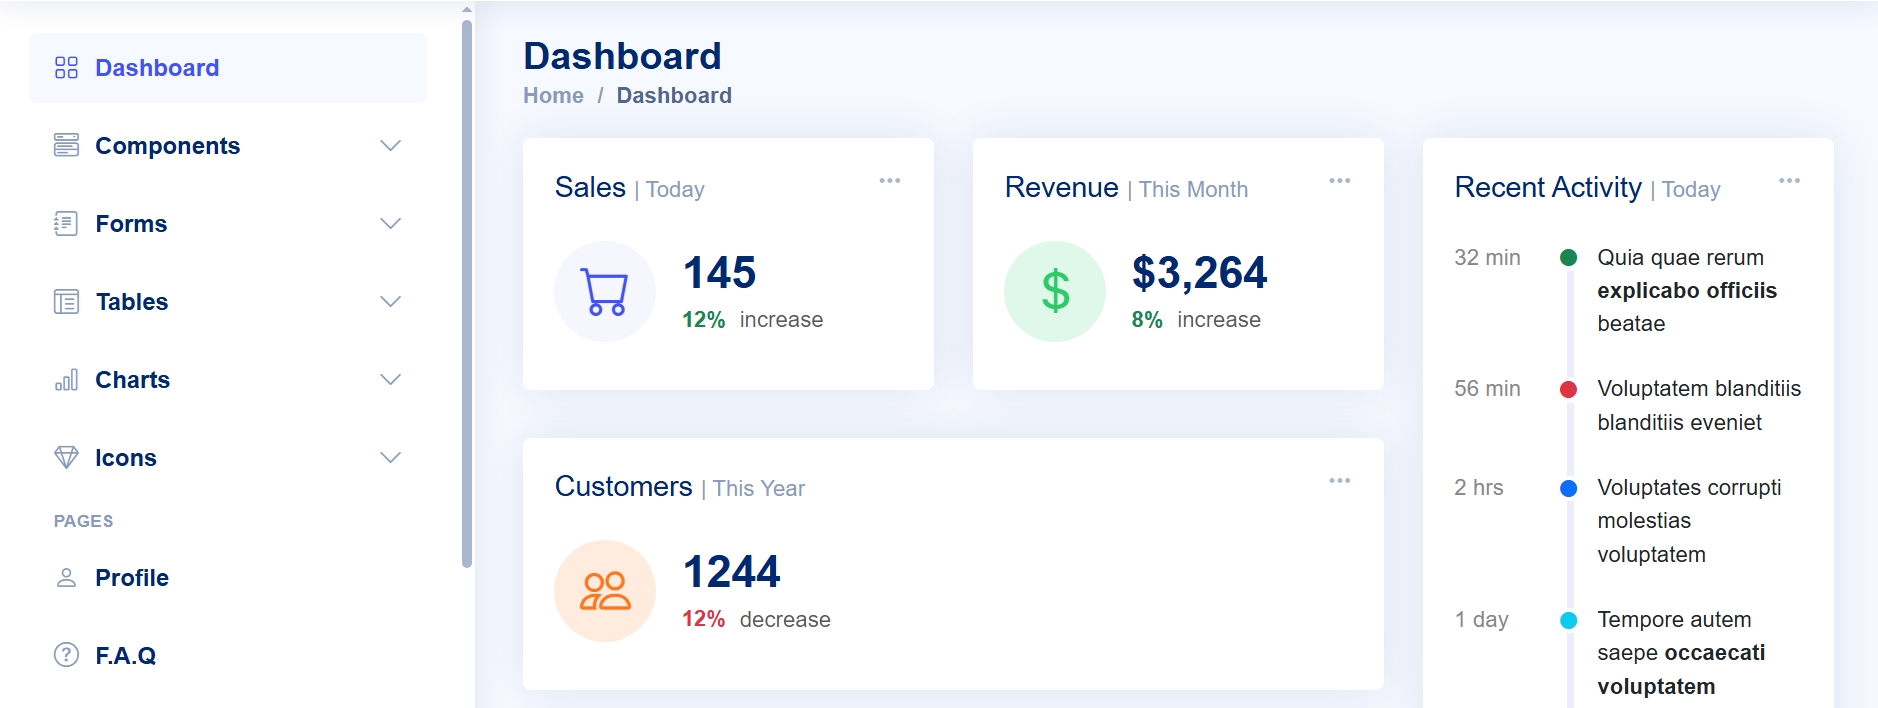 Dashboard
Components
Forms
Tables
Charts
Icons
PAGES
Profile
F.A.Q
Dashboard
Home / Dashboard
Sales | Today
145
12% increase
Revenue | This Month
$
$3,264
8% increase
Customers | This Year
1244
12% decrease
Recent Activity | Today
32 min
Quia quae rerum
explicabo officiis
beatae
56 min
Voluptatem blanditiis
blanditiis eveniet
2 hrs
Voluptates corrupti
molestias
voluptatem
1 day
Tempore autem
saepe occaecati
voluptatem